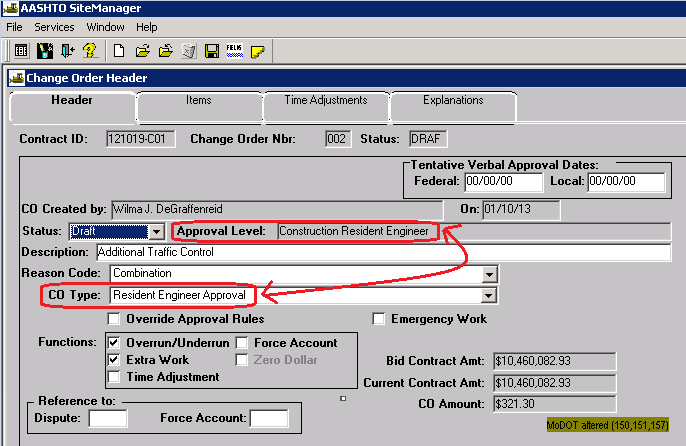 AASHTO SiteManager
File Services Window Help
FELIS
Change Order Header
Header Items Time Adjustments Explanations
Contract ID: 121019-C01 Change Order Nbr: 002 Status: DRAF
Tentative Verbal Approval Dates:
Federal: 00/00/00 Local: 00/00/00
CO Created by: Wilma J. DeGraffenreid On: 01/10/13
Status: Draft Approval Level: Construction Resident Engineer
Description: Additional Traffic Control
Reason Code: Combination
CO Type: Resident Engineer Approval
Override Approval Rules Emergency Work
Functions: Overrun/Underrun Force Account
Extra Work Zero Dollar
Time Adjustment
Bid Contract Amt: $10,460,082.93
Current Contract Amt: $10,460,082.93
CO Amount: $321.30
Reference to:
Dispute: Force Account:
MoDOT altered (150,151,157)